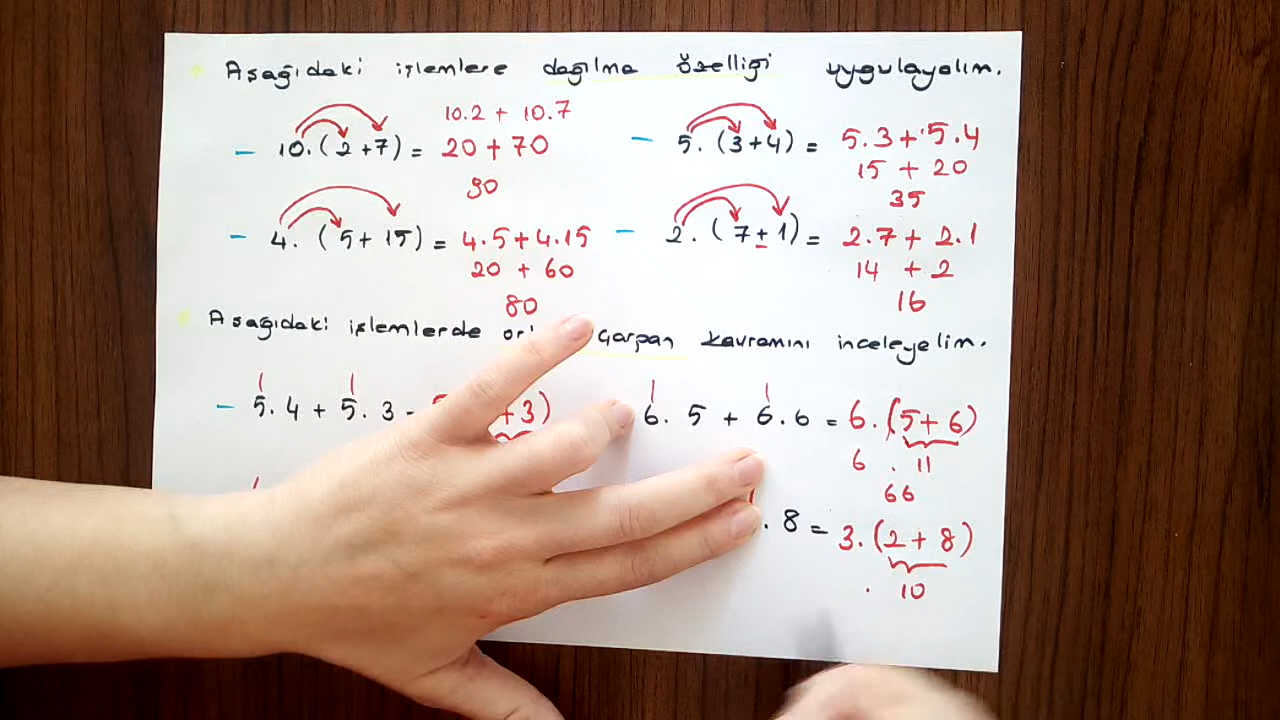 Aşağıdaki işlemlere dağılma özelliği uygulayalım.
- 10.(2+7) = 10.2 + 10.7
20 + 70
90
- 5.(3+4) = 5.3 + 5.4
15 + 20
35
- 4.(5+15) = 4.5+4.15
20 + 60
80
- 2.(7+1) = 2.7 + 2.1
14 + 2
16
Aşağıdaki işlemlerde çarpan kavramını inceleyelim.
- 5.4 + 5.3 +3)
6.5 + 6.6 = 6.(5+6)
6 . 11
66
. 8 = 3.(2+8)
. 10